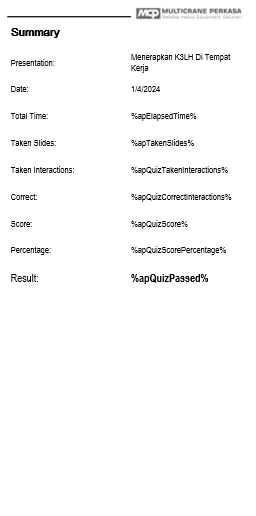 MCP MULTICRANE PERKASA
Reliable Heavy Equipment Solution
Summary
Presentation: Menerapkan K3LH Di Tempat
Kerja
Date: 1/4/2024
Total Time: %apElapsedTime%
Taken Slides: %apTakenSlides%
Taken Interactions: %apQuizTakenInteractions%
Correct: %apQuizCorrectInteractions%
Score: %apQuizScore%
Percentage: %apQuizScorePercentage%
Result: %apQuizPassed%